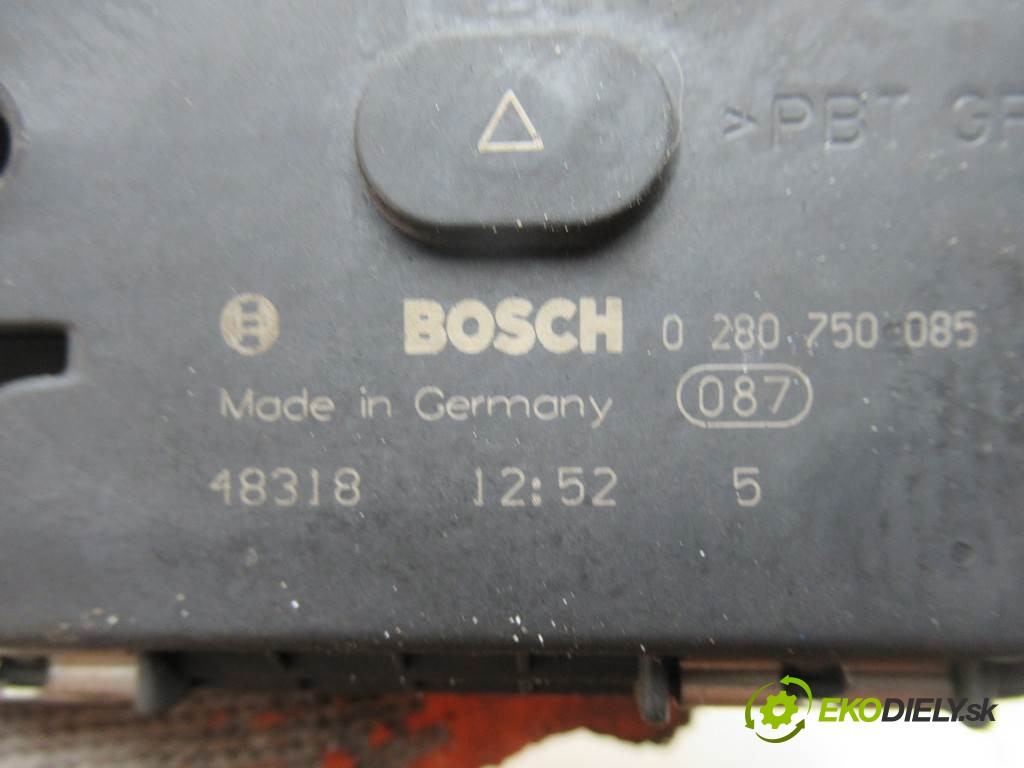 >PBT GF
BOSCH 0 280 750 085
Made in Germany 087
48318 12:52 5
EKODIELY.sk